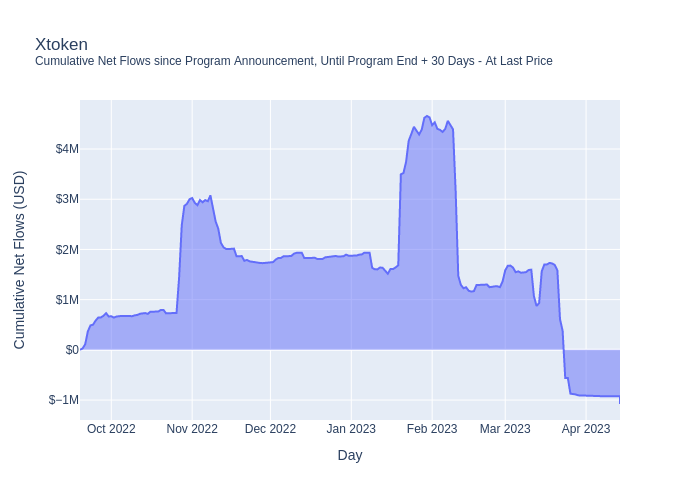 Xtoken
Cumulative Net Flows since Program Announcement, Until Program End + 30 Days - At Last Price
Cumulative Net Flows (USD)
$4M
$3M
$2M
$1M
$0
$−1M
Oct 2022
Nov 2022
Dec 2022
Jan 2023
Feb 2023
Mar 2023
Apr 2023
Day